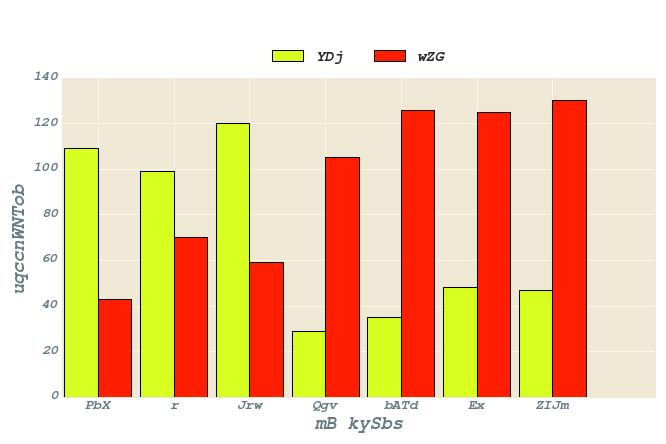 YDj wZG
140
120
100
80
60
40
20
0
uqccnWNTob
PbX r Jrw Qgv bATd Ex ZIJm
mB kySbs